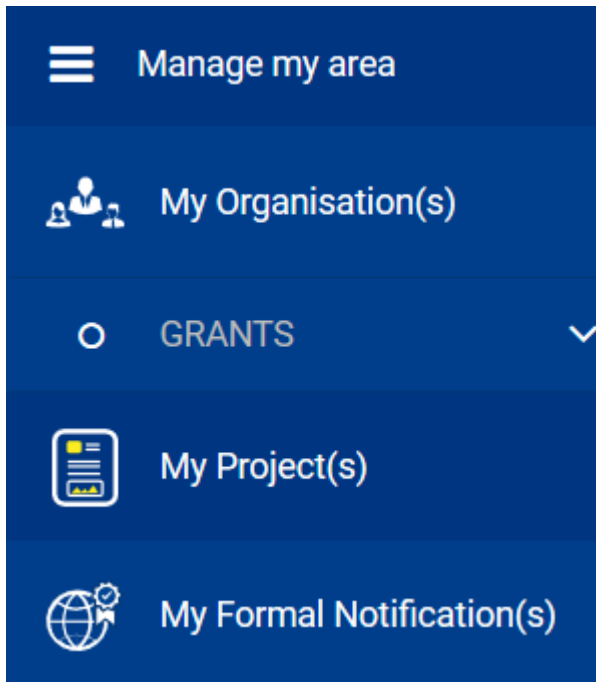 Manage my area
My Organisation(s)
GRANTS
My Project(s)
My Formal Notification(s)